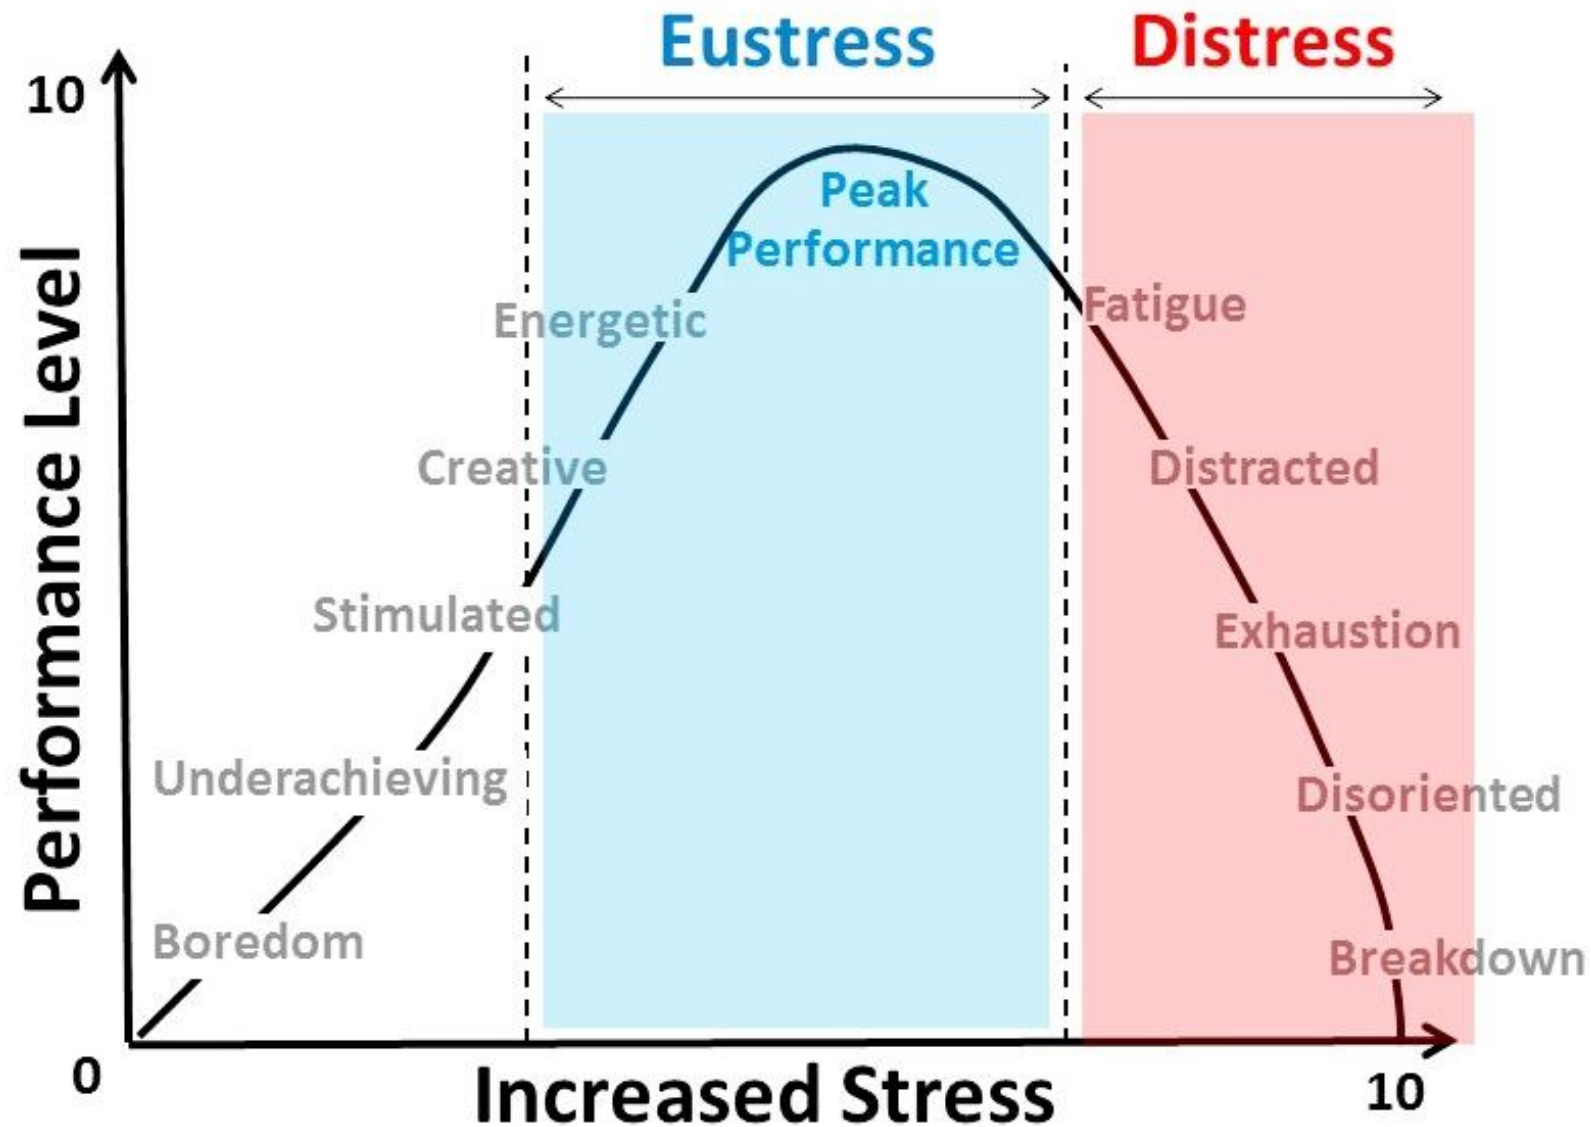 Eustress
Distress
10
Peak
Performance
Energetic
Fatigue
Creative
Distracted
Stimulated
Exhaustion
Underachieving
Disoriented
Boredom
Breakdown
Performance Level
0
Increased Stress
10